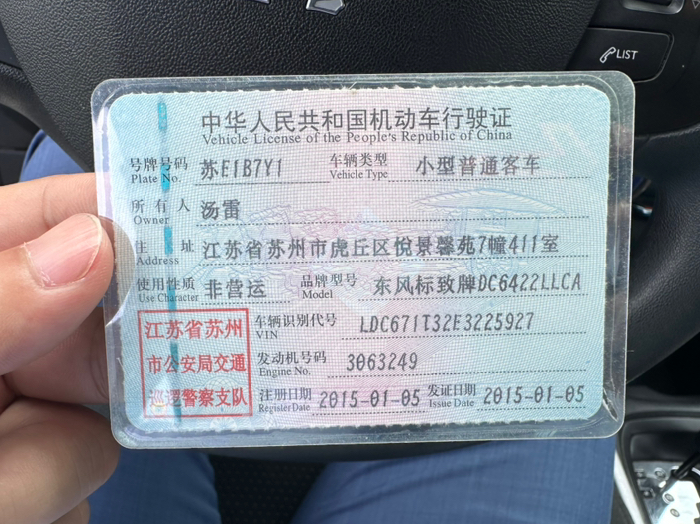 LIST
中华人民共和国机动车行驶证
Vehicle License of the People's Republic of China
号牌号码 苏E1B7Y1 车辆类型 小型普通客车
Plate No. Vehicle Type
所有人 汤雷
Owner
住址 江苏省苏州市虎丘区悦景馨苑7幢411室
Address
使用性质 非营运 品牌型号 东风标致牌DC6422LLCA
Use Character Model
江苏省苏州
市公安局交通
巡逻警察支队
车辆识别代号 LDC671T32E3225927
VIN
发动机号码 3063249
Engine No.
注册日期 2015-01-05 发证日期 2015-01-05
Register Date Issue Date